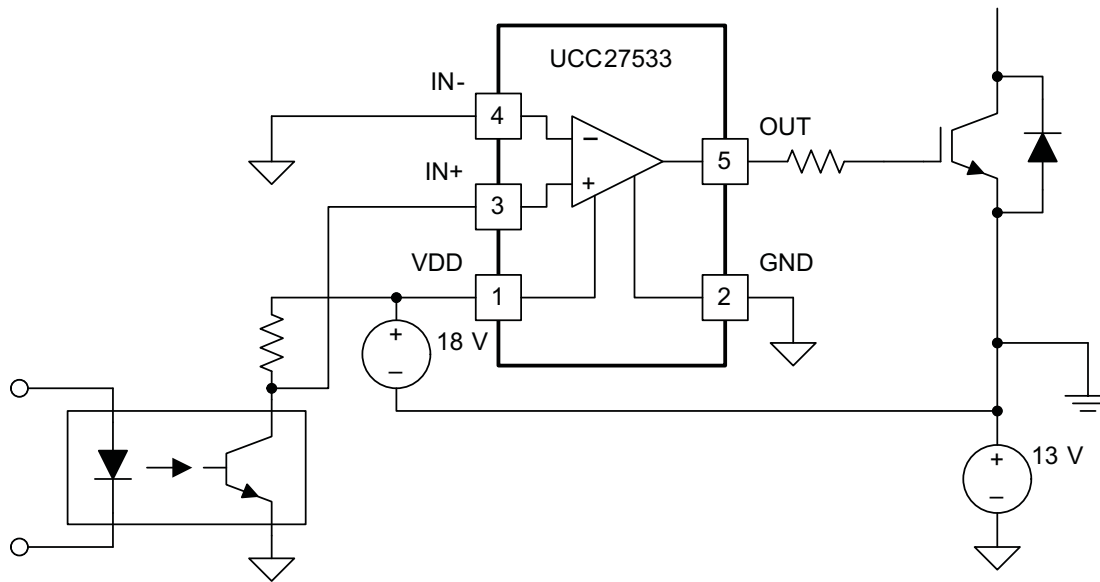 UCC27533
IN-
4
OUT
5
IN+
3
VDD
1
GND
2
+
–
+
–
18 V
+
–
13 V